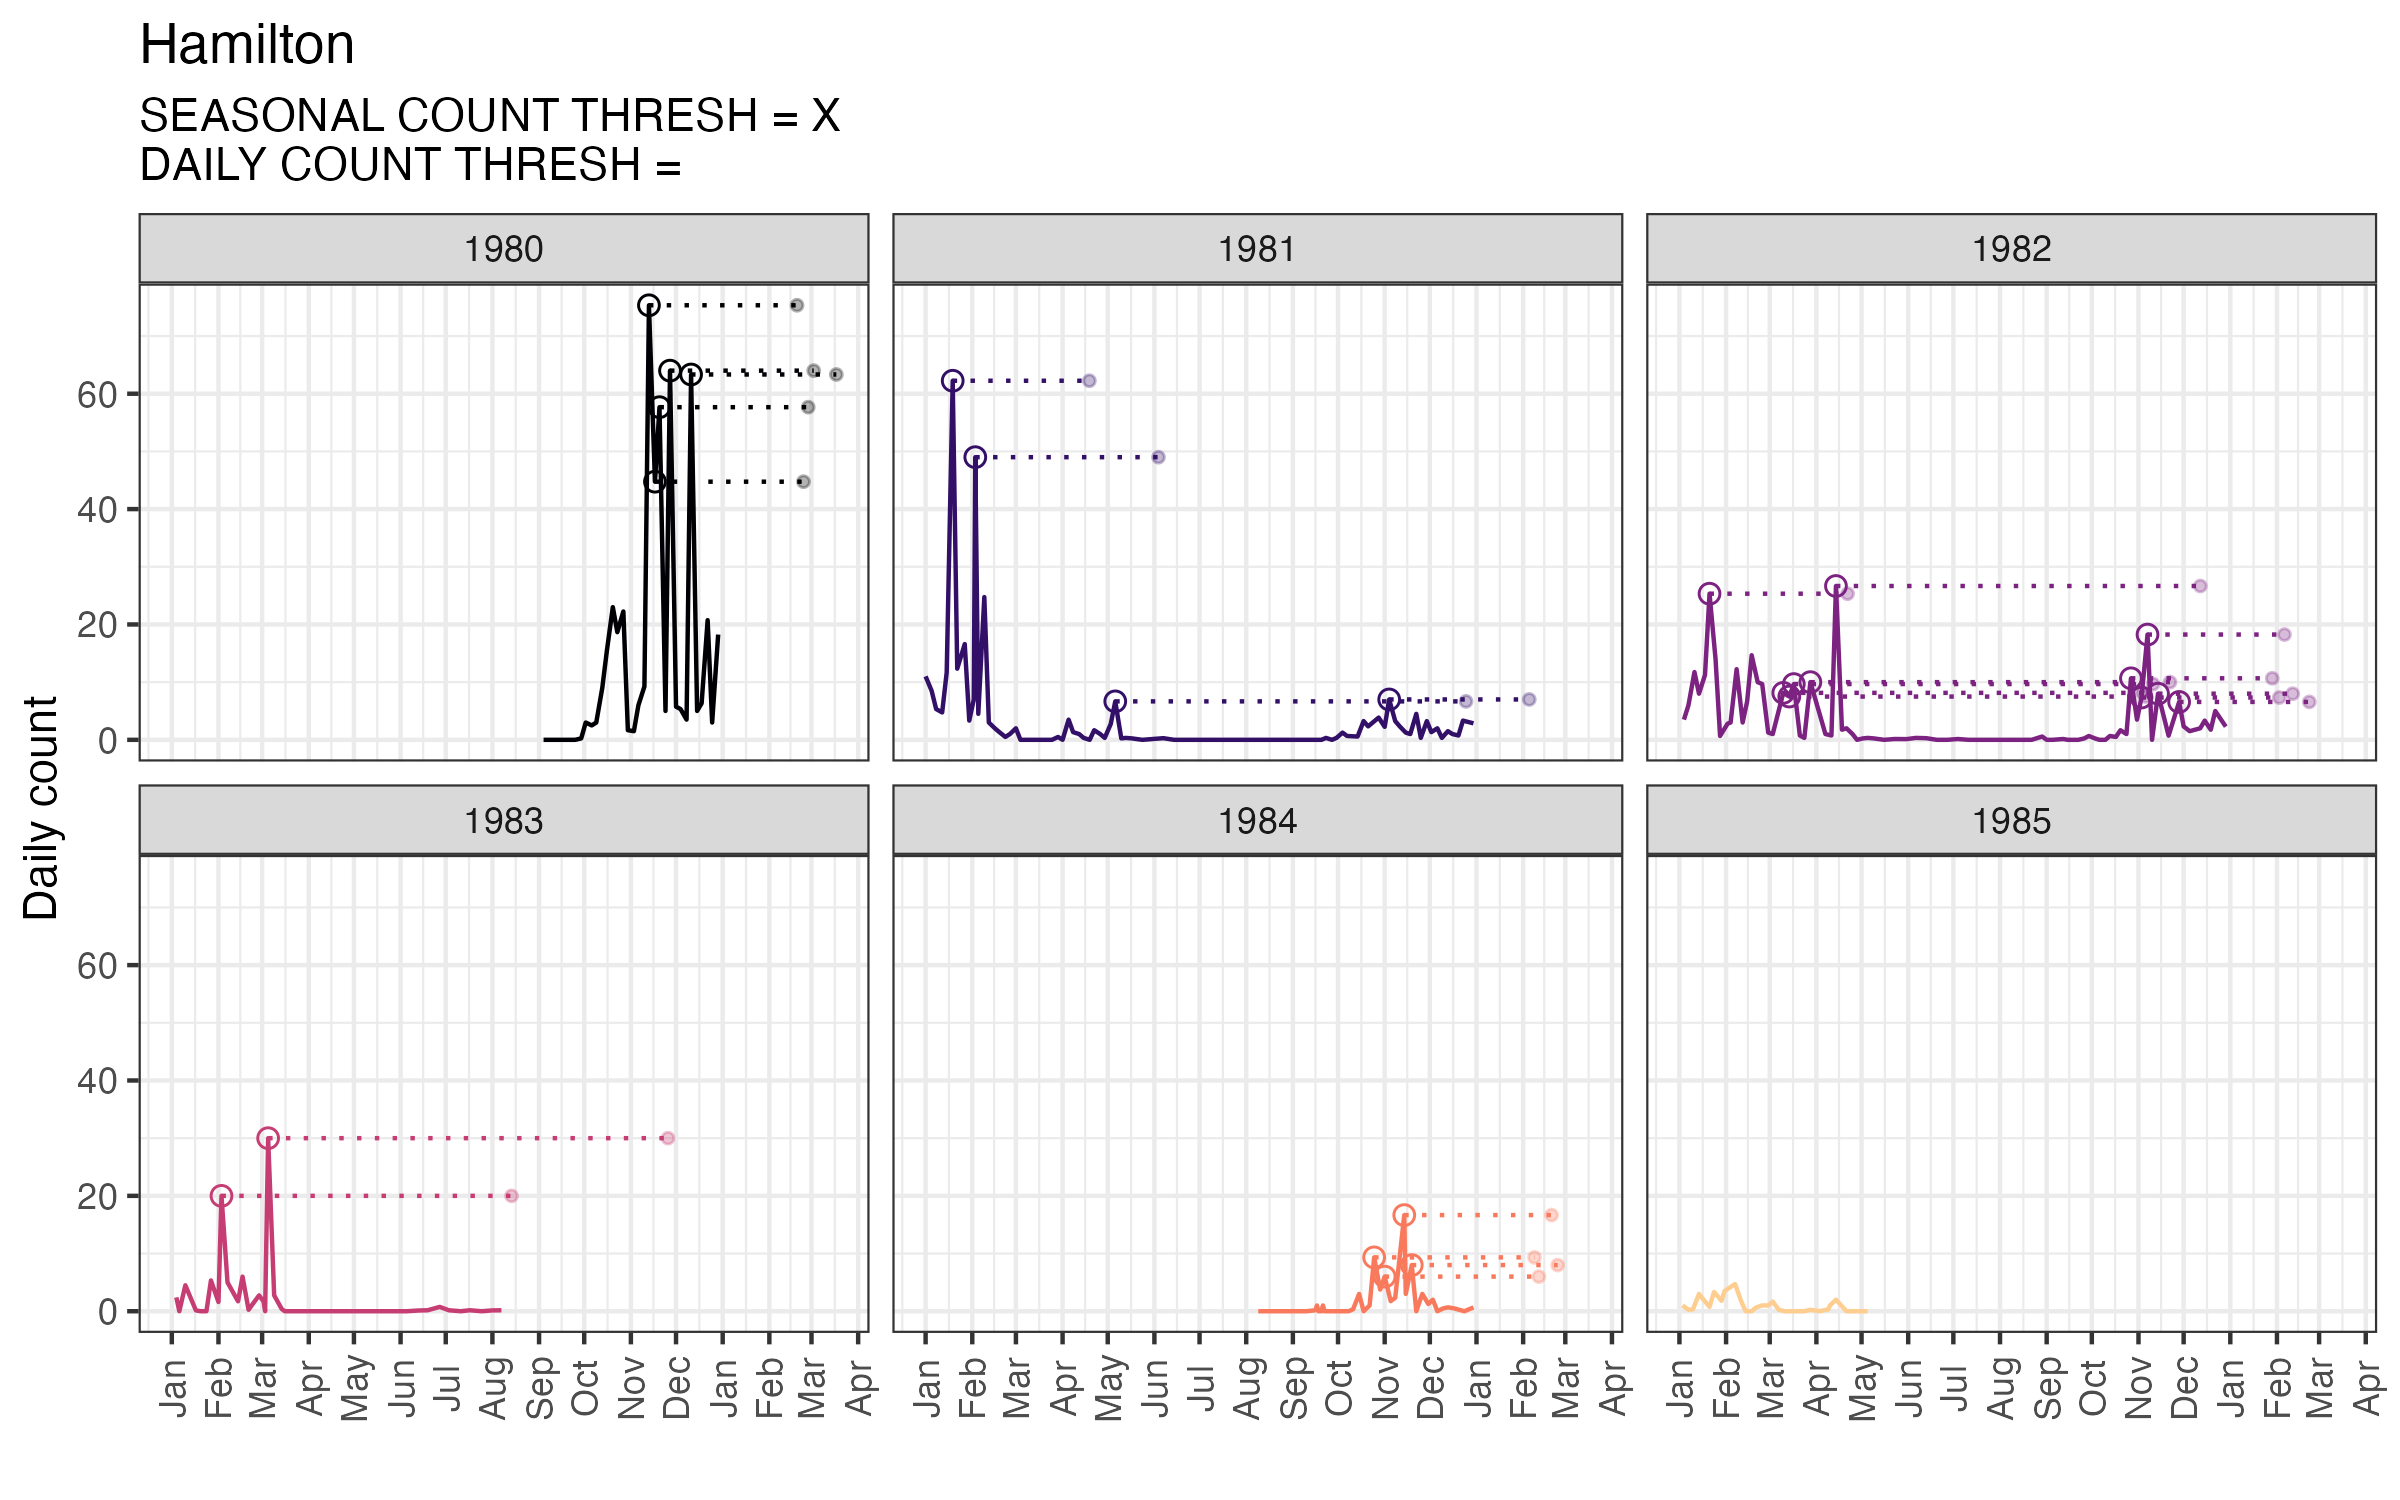 Hamilton
SEASONAL COUNT THRESH = X
DAILY COUNT THRESH =
1980 1981 1982
60
40
20
0
Daily count
1983 1984 1985
60
40
20
0
Jan Feb Mar Apr May Jun Jul Aug Sep Oct Nov Dec Jan Feb Mar Apr
Jan Feb Mar Apr May Jun Jul Aug Sep Oct Nov Dec Jan Feb Mar Apr
Jan Feb Mar Apr May Jun Jul Aug Sep Oct Nov Dec Jan Feb Mar Apr